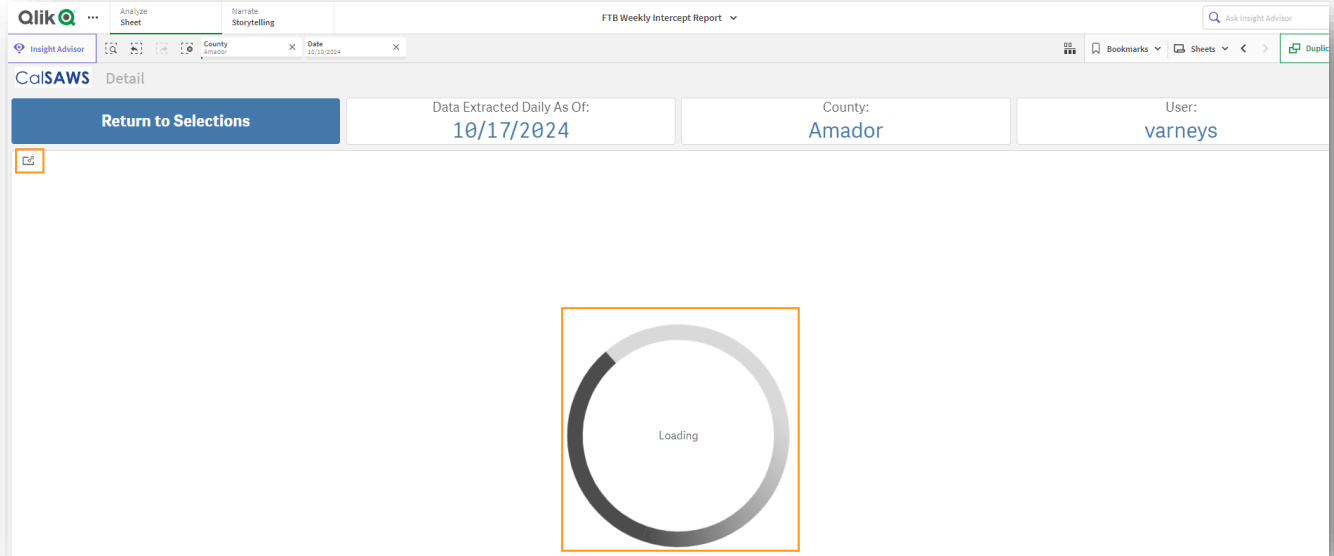 Qlik
Analyze
Sheet
Narrate
Storytelling
FTB Weekly Intercept Report
Ask Insight Advisor
Insight Advisor
County
Amador
Date
10/10/2024
Bookmarks
Sheets
Duplic
CalSAWS Detail
Return to Selections
Data Extracted Daily As Of:
10/17/2024
County:
Amador
User:
varneys
Loading